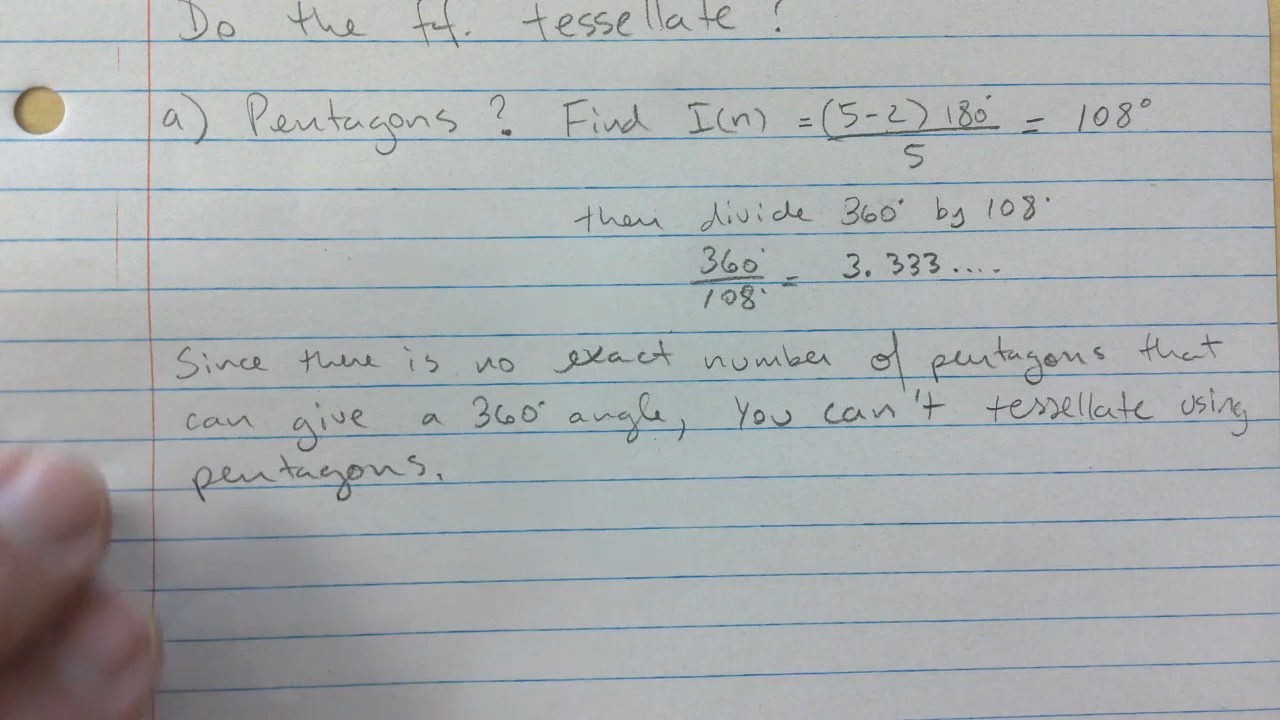 Do the ff. tessellate?
a) Pentagons? Find I(n) = (5-2) 180° / 5 = 108°
then divide 360° by 108°
360° / 108° = 3.333....
Since there is no exact number of pentagons that
can give a 360° angle, You can't tessellate using
pentagons.